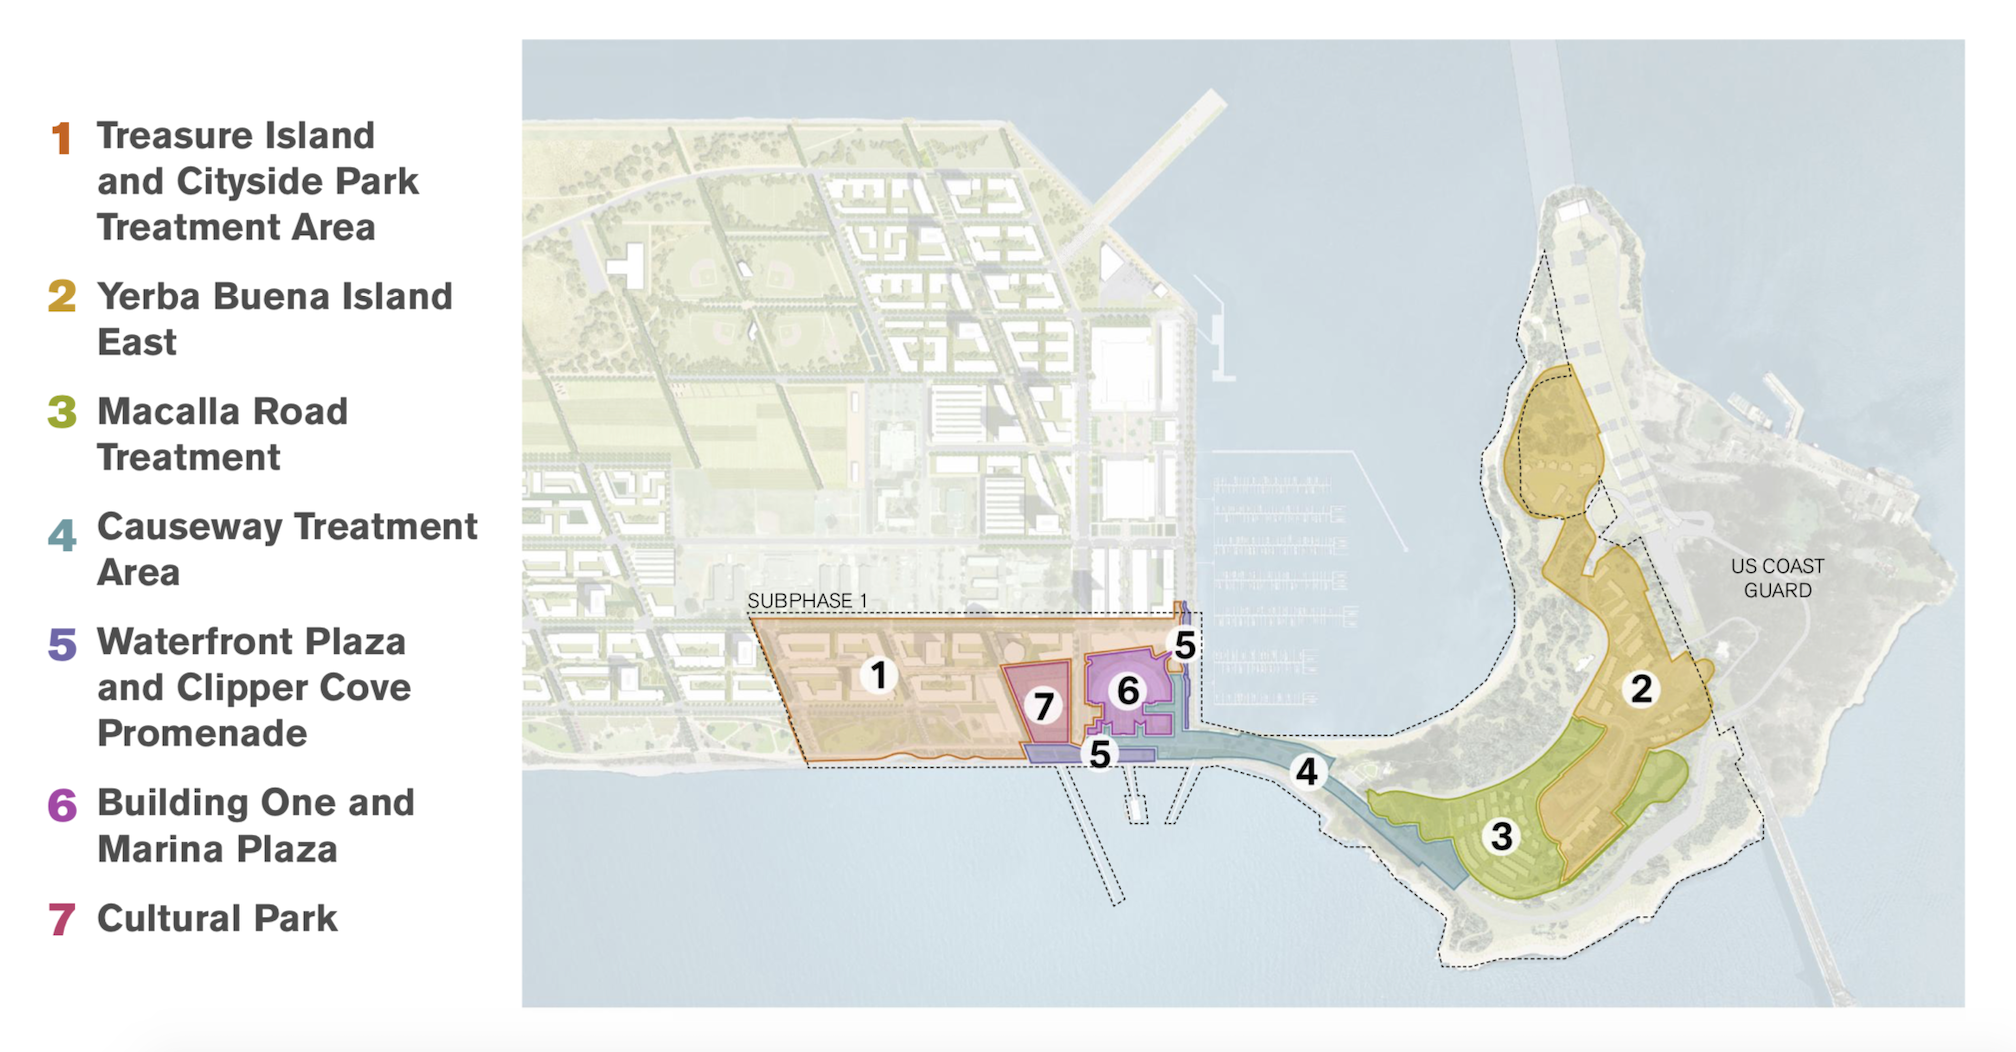 1 Treasure Island
and Cityside Park
Treatment Area
2 Yerba Buena Island
East
3 Macalla Road
Treatment
4 Causeway Treatment
Area
5 Waterfront Plaza
and Clipper Cove
Promenade
6 Building One and
Marina Plaza
7 Cultural Park
US COAST
GUARD
SUBPHASE 1
5
1
6
2
7
5
4
3